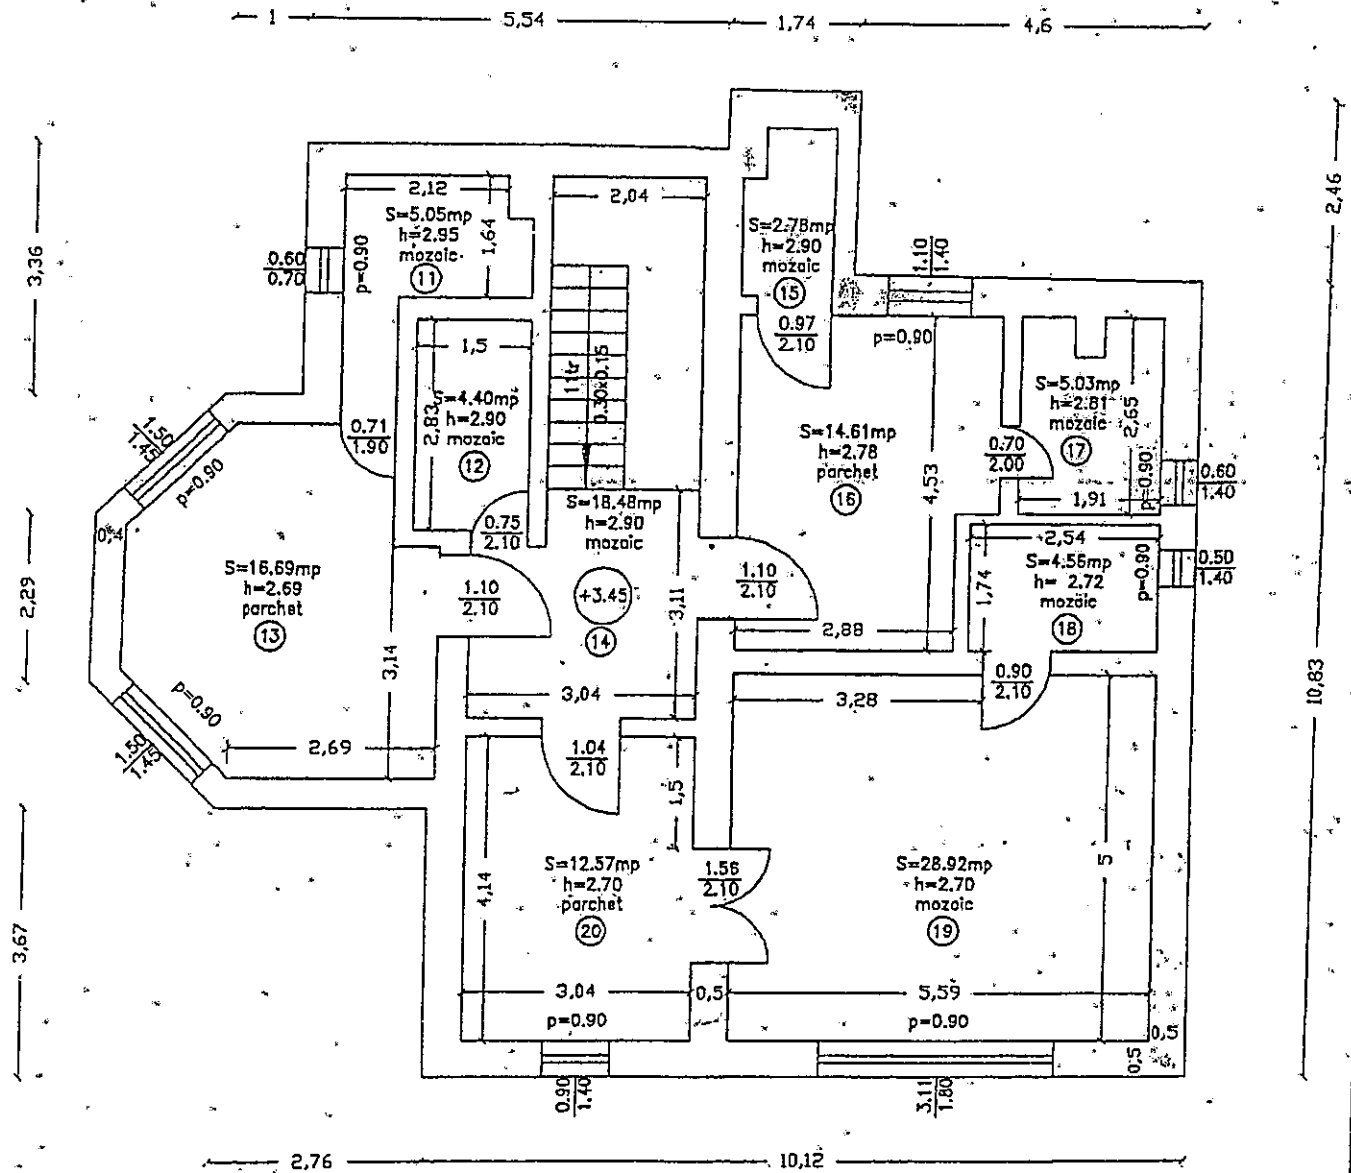 1 5,54 1,74 4,6
2,46
3,36
10,83
2,29
3,67
2,12
S=5.05mp
h=2.95
mozaic
11
1,64
p=0.90
0.60
0.70
2,04
S=2.78mp
h=2.90
mozaic
15
0.97
2.10
1.10
1.40
p=0.90
1,5
S=4.40mp
h=2.90
mozaic
12
2,83
0.71
1.90
11tr
0.30x0.15
0.75
2.10
S=14.61mp
h=2.78
parchet
16
4,53
0.70
2.00
S=5.03mp
h=2.81
mozaic
17
2,65
p=0.90
1,91
0.60
1.40
1.50
1.45
p=0.90
0,4
S=16.69mp
h=2.69
parchet
13
3,14
p=0.90
1.50
1.45
2,69
1.10
2.10
S=18.48mp
h=2.90
mozaic
+3.45
14
3,11
3,04
1.10
2.10
2,88
2,54
S=4.56mp
h= 2.72
mozaic
18
1,74
p=0.90
0.50
1.40
0.90
2.10
3,28
1.04
2.10
1,5
S=12.57mp
h=2.70
parchet
20
4,14
1.56
2.10
S=28.92mp
h=2.70
mozaic
19
5
3,04 0,5 5,59
p=0.90
p=0.90
0,5
0,5
0.90
1.40
3.11
1.80
2,76 10,12